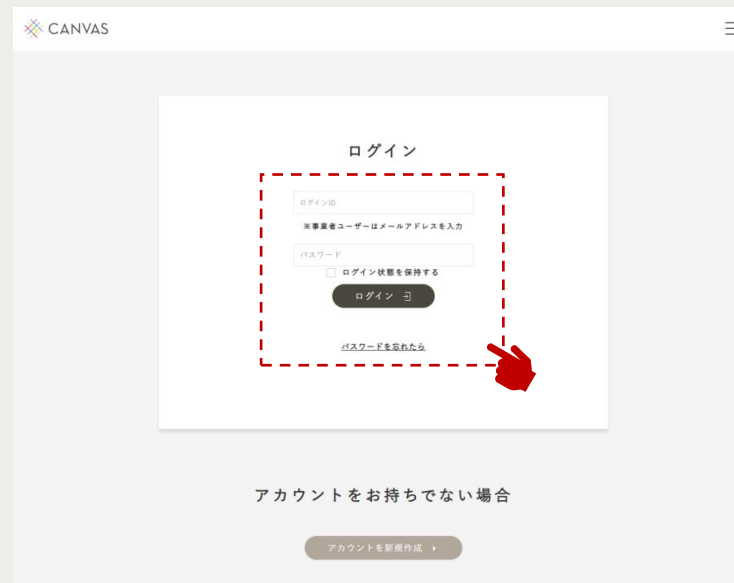 CANVAS
ログイン
ログインID
※事業者ユーザーはメールアドレスを入力
パスワード
ログイン状態を保持する
ログイン
パスワードを忘れたら
アカウントをお持ちでない場合
アカウントを新規作成